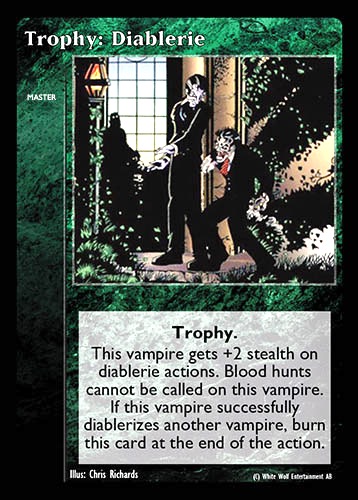 Trophy: Diablerie
MASTER
Trophy.
This vampire gets +2 stealth on
diablerie actions. Blood hunts
cannot be called on this vampire.
If this vampire successfully
diablerizes another vampire, burn
this card at the end of the action.
Illus: Chris Richards
(C) White Wolf Entertainment AB